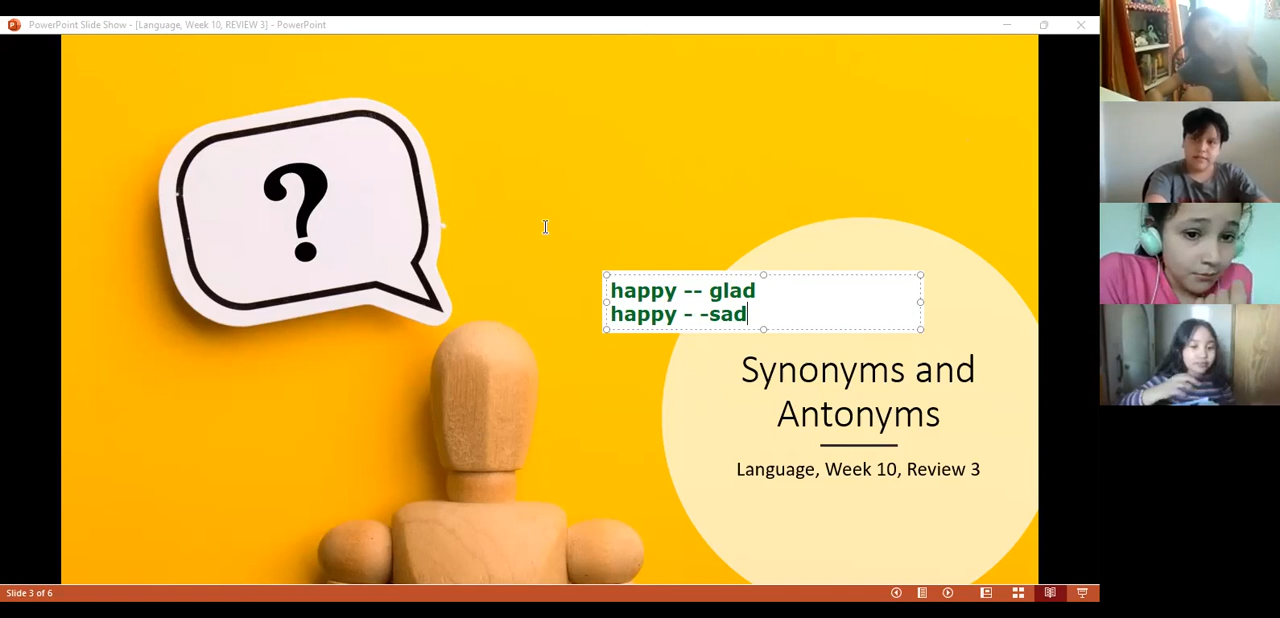 PowerPoint Slide Show - [Language, Week 10, REVIEW 3] - PowerPoint
?
happy -- glad
happy - -sad
Synonyms and
Antonyms
Language, Week 10, Review 3
Slide 3 of 6